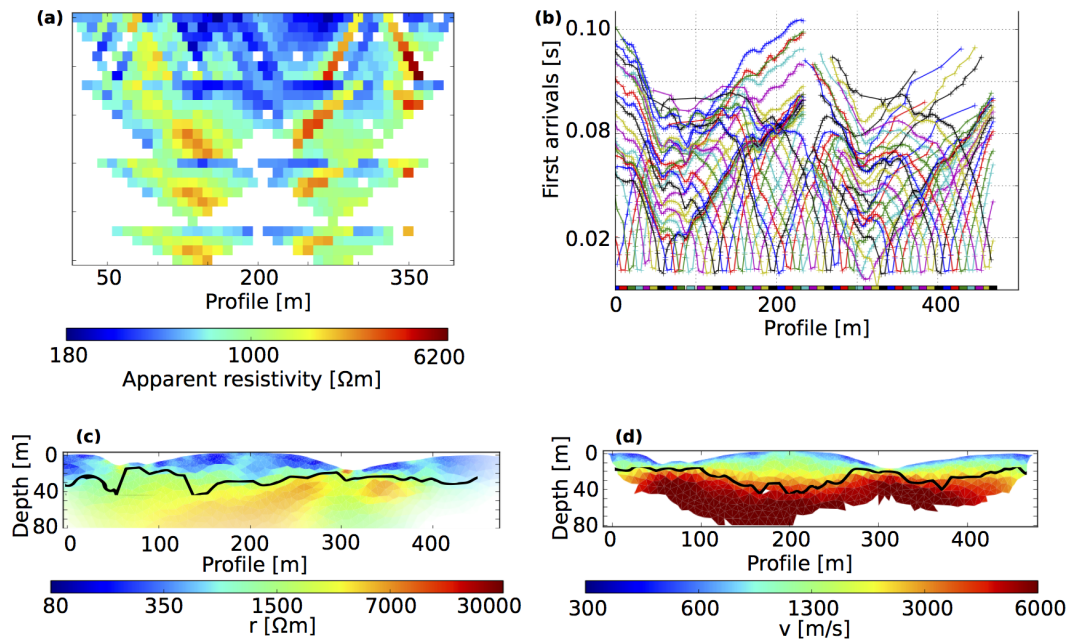 (a)
50 200 350
Profile [m]
180 1000 6200
Apparent resistivity [Ωm]
(b)
First arrivals [s]
0.10
0.08
0.02
0 200 400
Profile [m]
(c)
Depth [m]
0
40
80
0 100 200 300 400
Profile [m]
80 350 1500 7000 30000
r [Ωm]
(d)
Depth [m]
0
40
80
0 100 200 300 400
Profile [m]
300 600 1300 3000 6000
v [m/s]